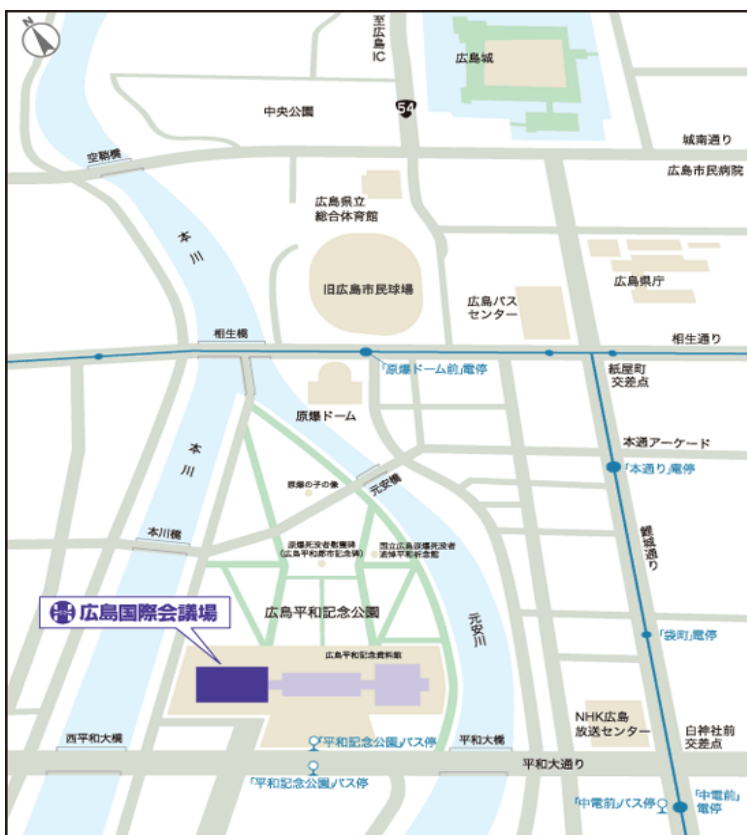 N
至広島IC
54
広島城
中央公園
城南通り
空鞘橋
広島市民病院
広島県立
総合体育館
本川
旧広島市民球場
広島バス
センター
広島県庁
相生橋
相生通り
「原爆ドーム前」電停
紙屋町
交差点
原爆ドーム
本通アーケード
本川
「本通り」電停
原爆の子の像
元安橋
本川橋
鯉城通り
原爆死没者慰霊碑
(広島平和都市記念碑)
国立広島原爆死没者
追悼平和祈念館
広島国際会議場
広島平和記念公園
元安川
「袋町」電停
広島平和記念資料館
NHK広島
放送センター
白神社前
交差点
西平和大橋
「平和記念公園」バス停
平和大橋
平和大通り
「平和記念公園」バス停
「中電前」バス停
「中電前」
電停